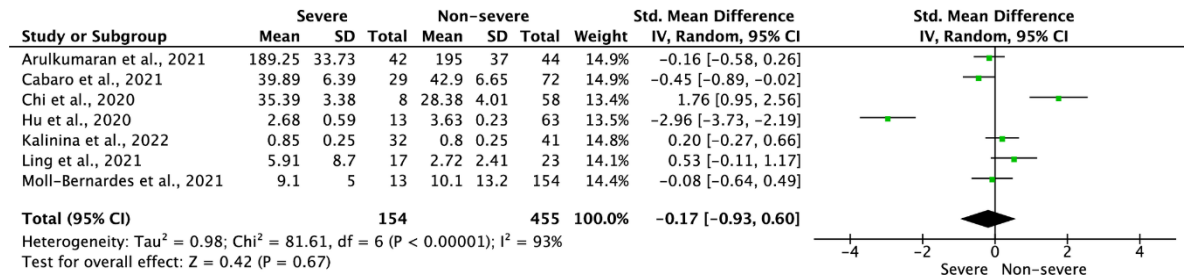 Severe Non-severe Std. Mean Difference Std. Mean Difference
Study or Subgroup Mean SD Total Mean SD Total Weight IV, Random, 95% CI IV, Random, 95% CI
Arulkumaran et al., 2021 189.25 33.73 42 195 37 44 14.9% -0.16 [-0.58, 0.26]
Cabaro et al., 2021 39.89 6.39 29 42.9 6.65 72 14.9% -0.45 [-0.89, -0.02]
Chi et al., 2020 35.39 3.38 8 28.38 4.01 58 13.4% 1.76 [0.95, 2.56]
Hu et al., 2020 2.68 0.59 13 3.63 0.23 63 13.5% -2.96 [-3.73, -2.19]
Kalinina et al., 2022 0.85 0.25 32 0.8 0.25 41 14.8% 0.20 [-0.27, 0.66]
Ling et al., 2021 5.91 8.7 17 2.72 2.41 23 14.1% 0.53 [-0.11, 1.17]
Moll-Bernardes et al., 2021 9.1 5 13 10.1 13.2 154 14.4% -0.08 [-0.64, 0.49]
Total (95% CI) 154 455 100.0% -0.17 [-0.93, 0.60]
Heterogeneity: Tau² = 0.98; Chi² = 81.61, df = 6 (P < 0.00001); I² = 93%
Test for overall effect: Z = 0.42 (P = 0.67)
-4 -2 0 2 4
Severe Non-severe